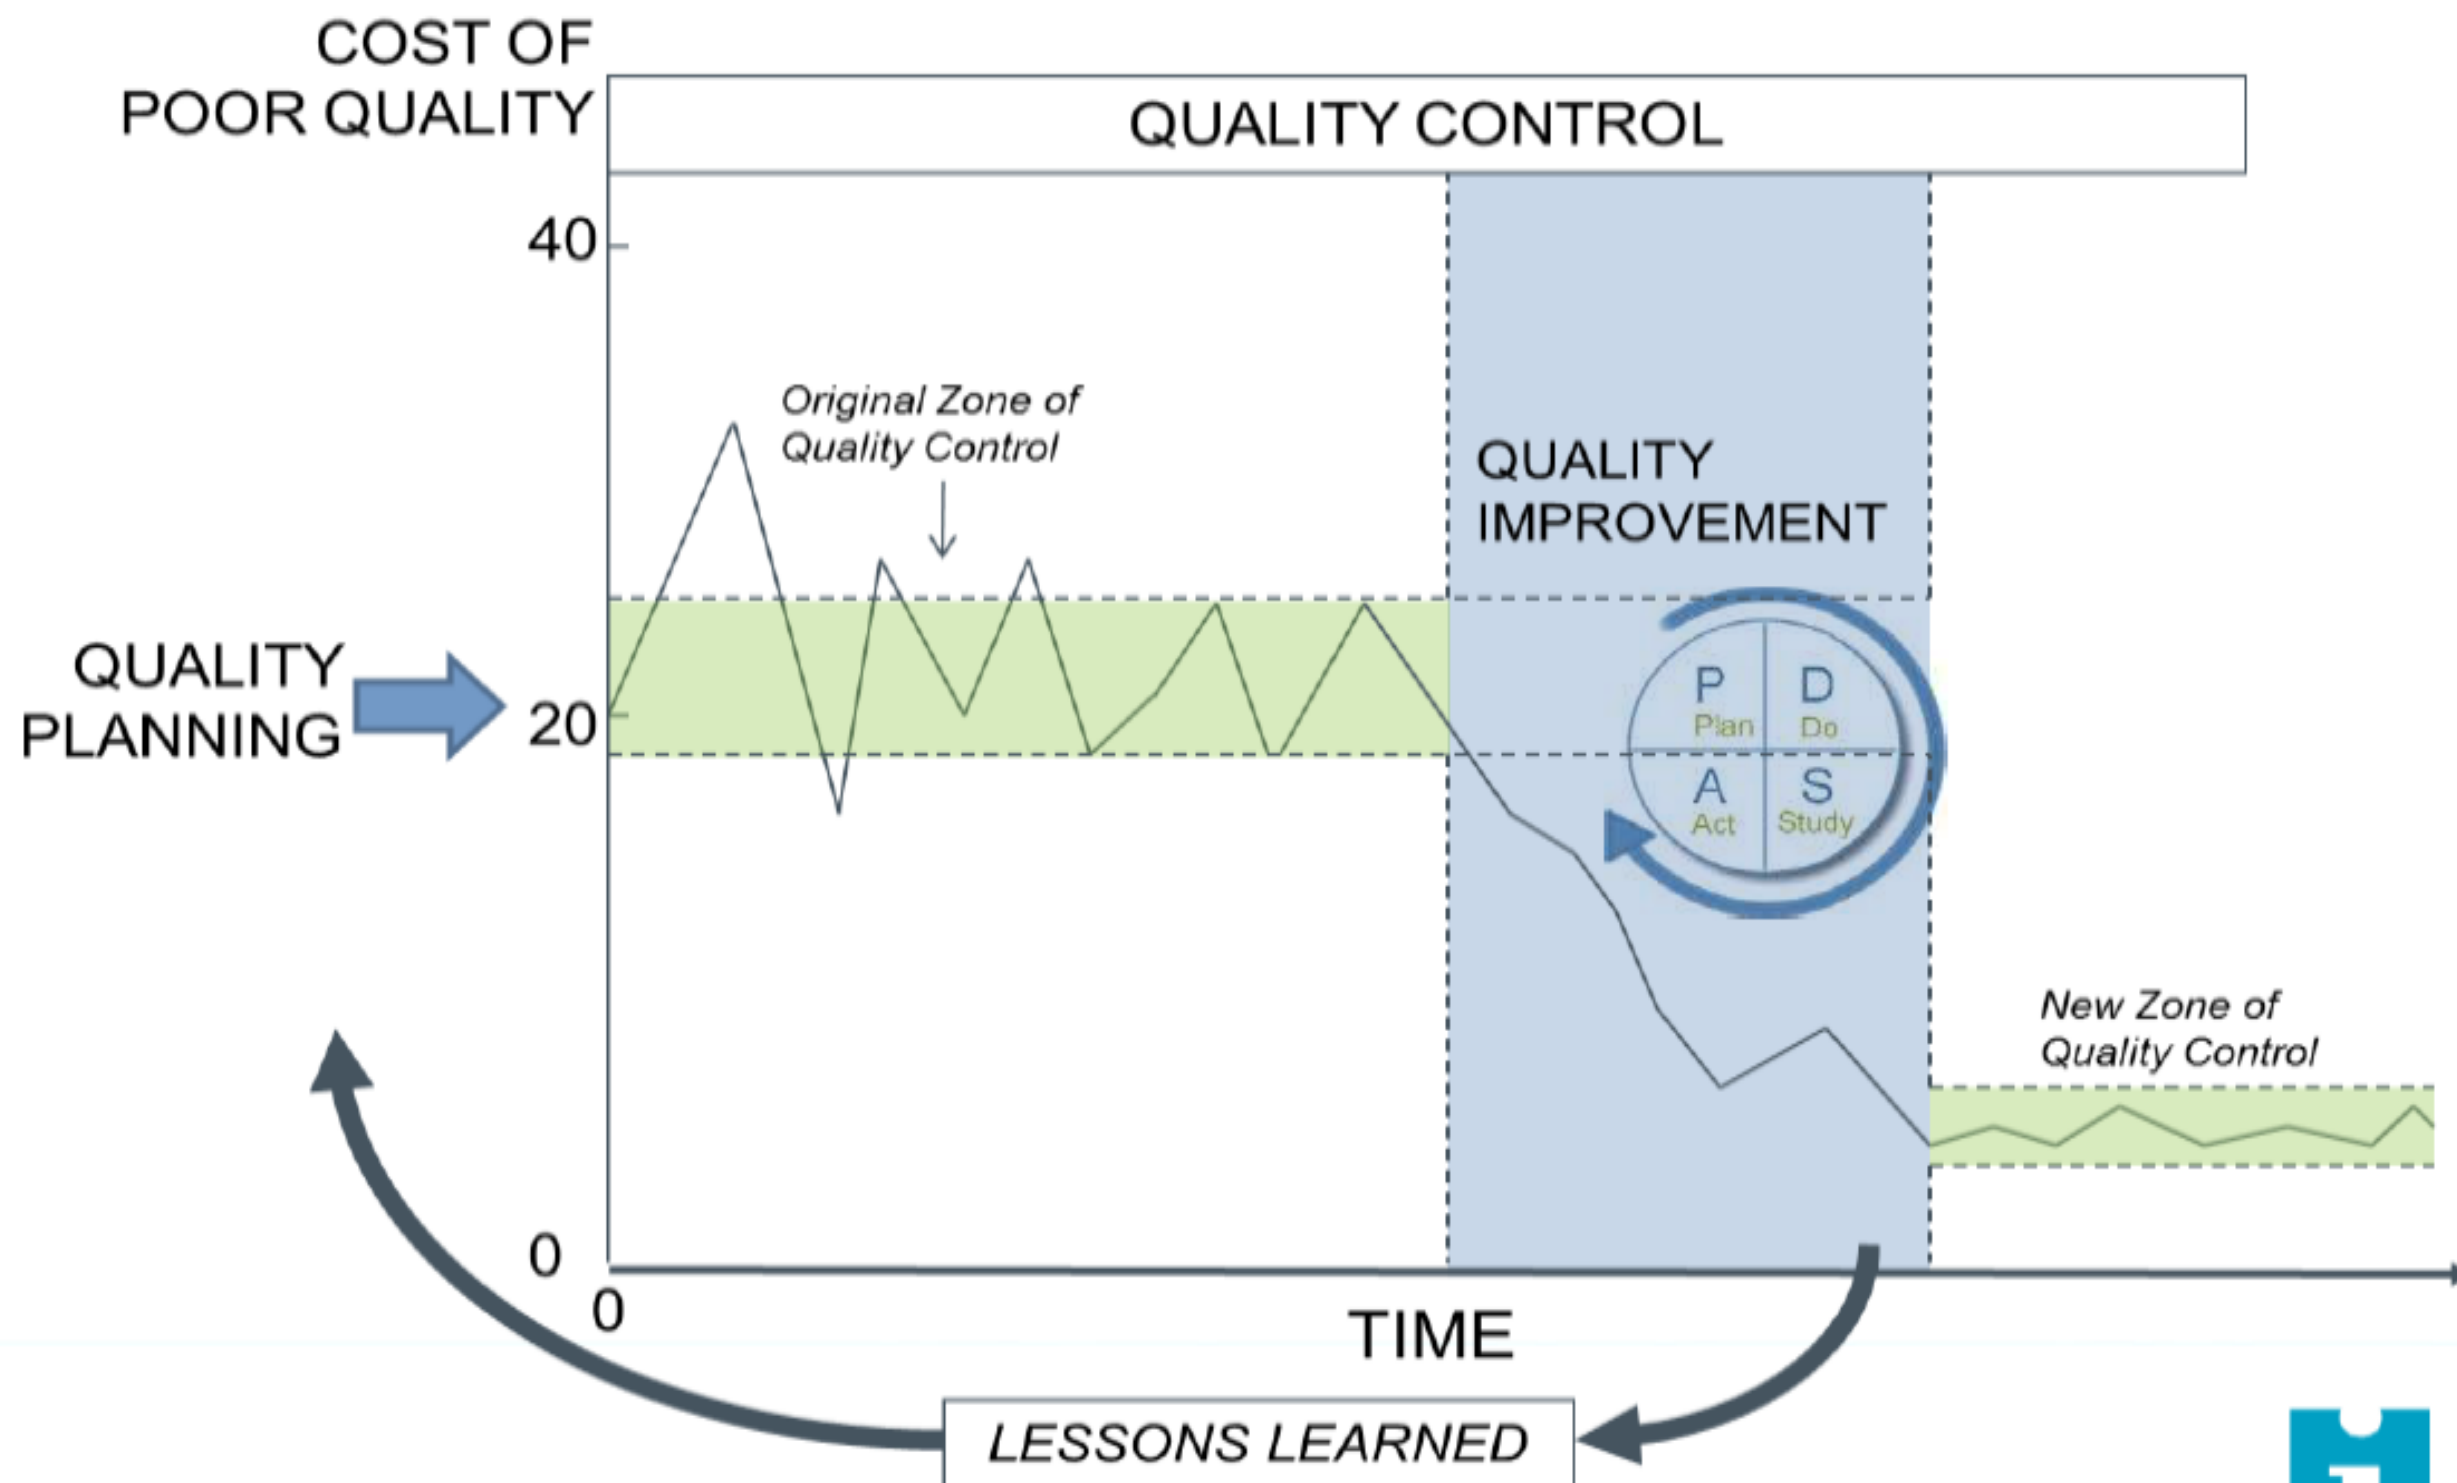 COST OF
POOR QUALITY
QUALITY CONTROL
40
Original Zone of
Quality Control
QUALITY
IMPROVEMENT
QUALITY
PLANNING
20
P
Plan
D
Do
A
Act
S
Study
New Zone of
Quality Control
0
0
TIME
LESSONS LEARNED